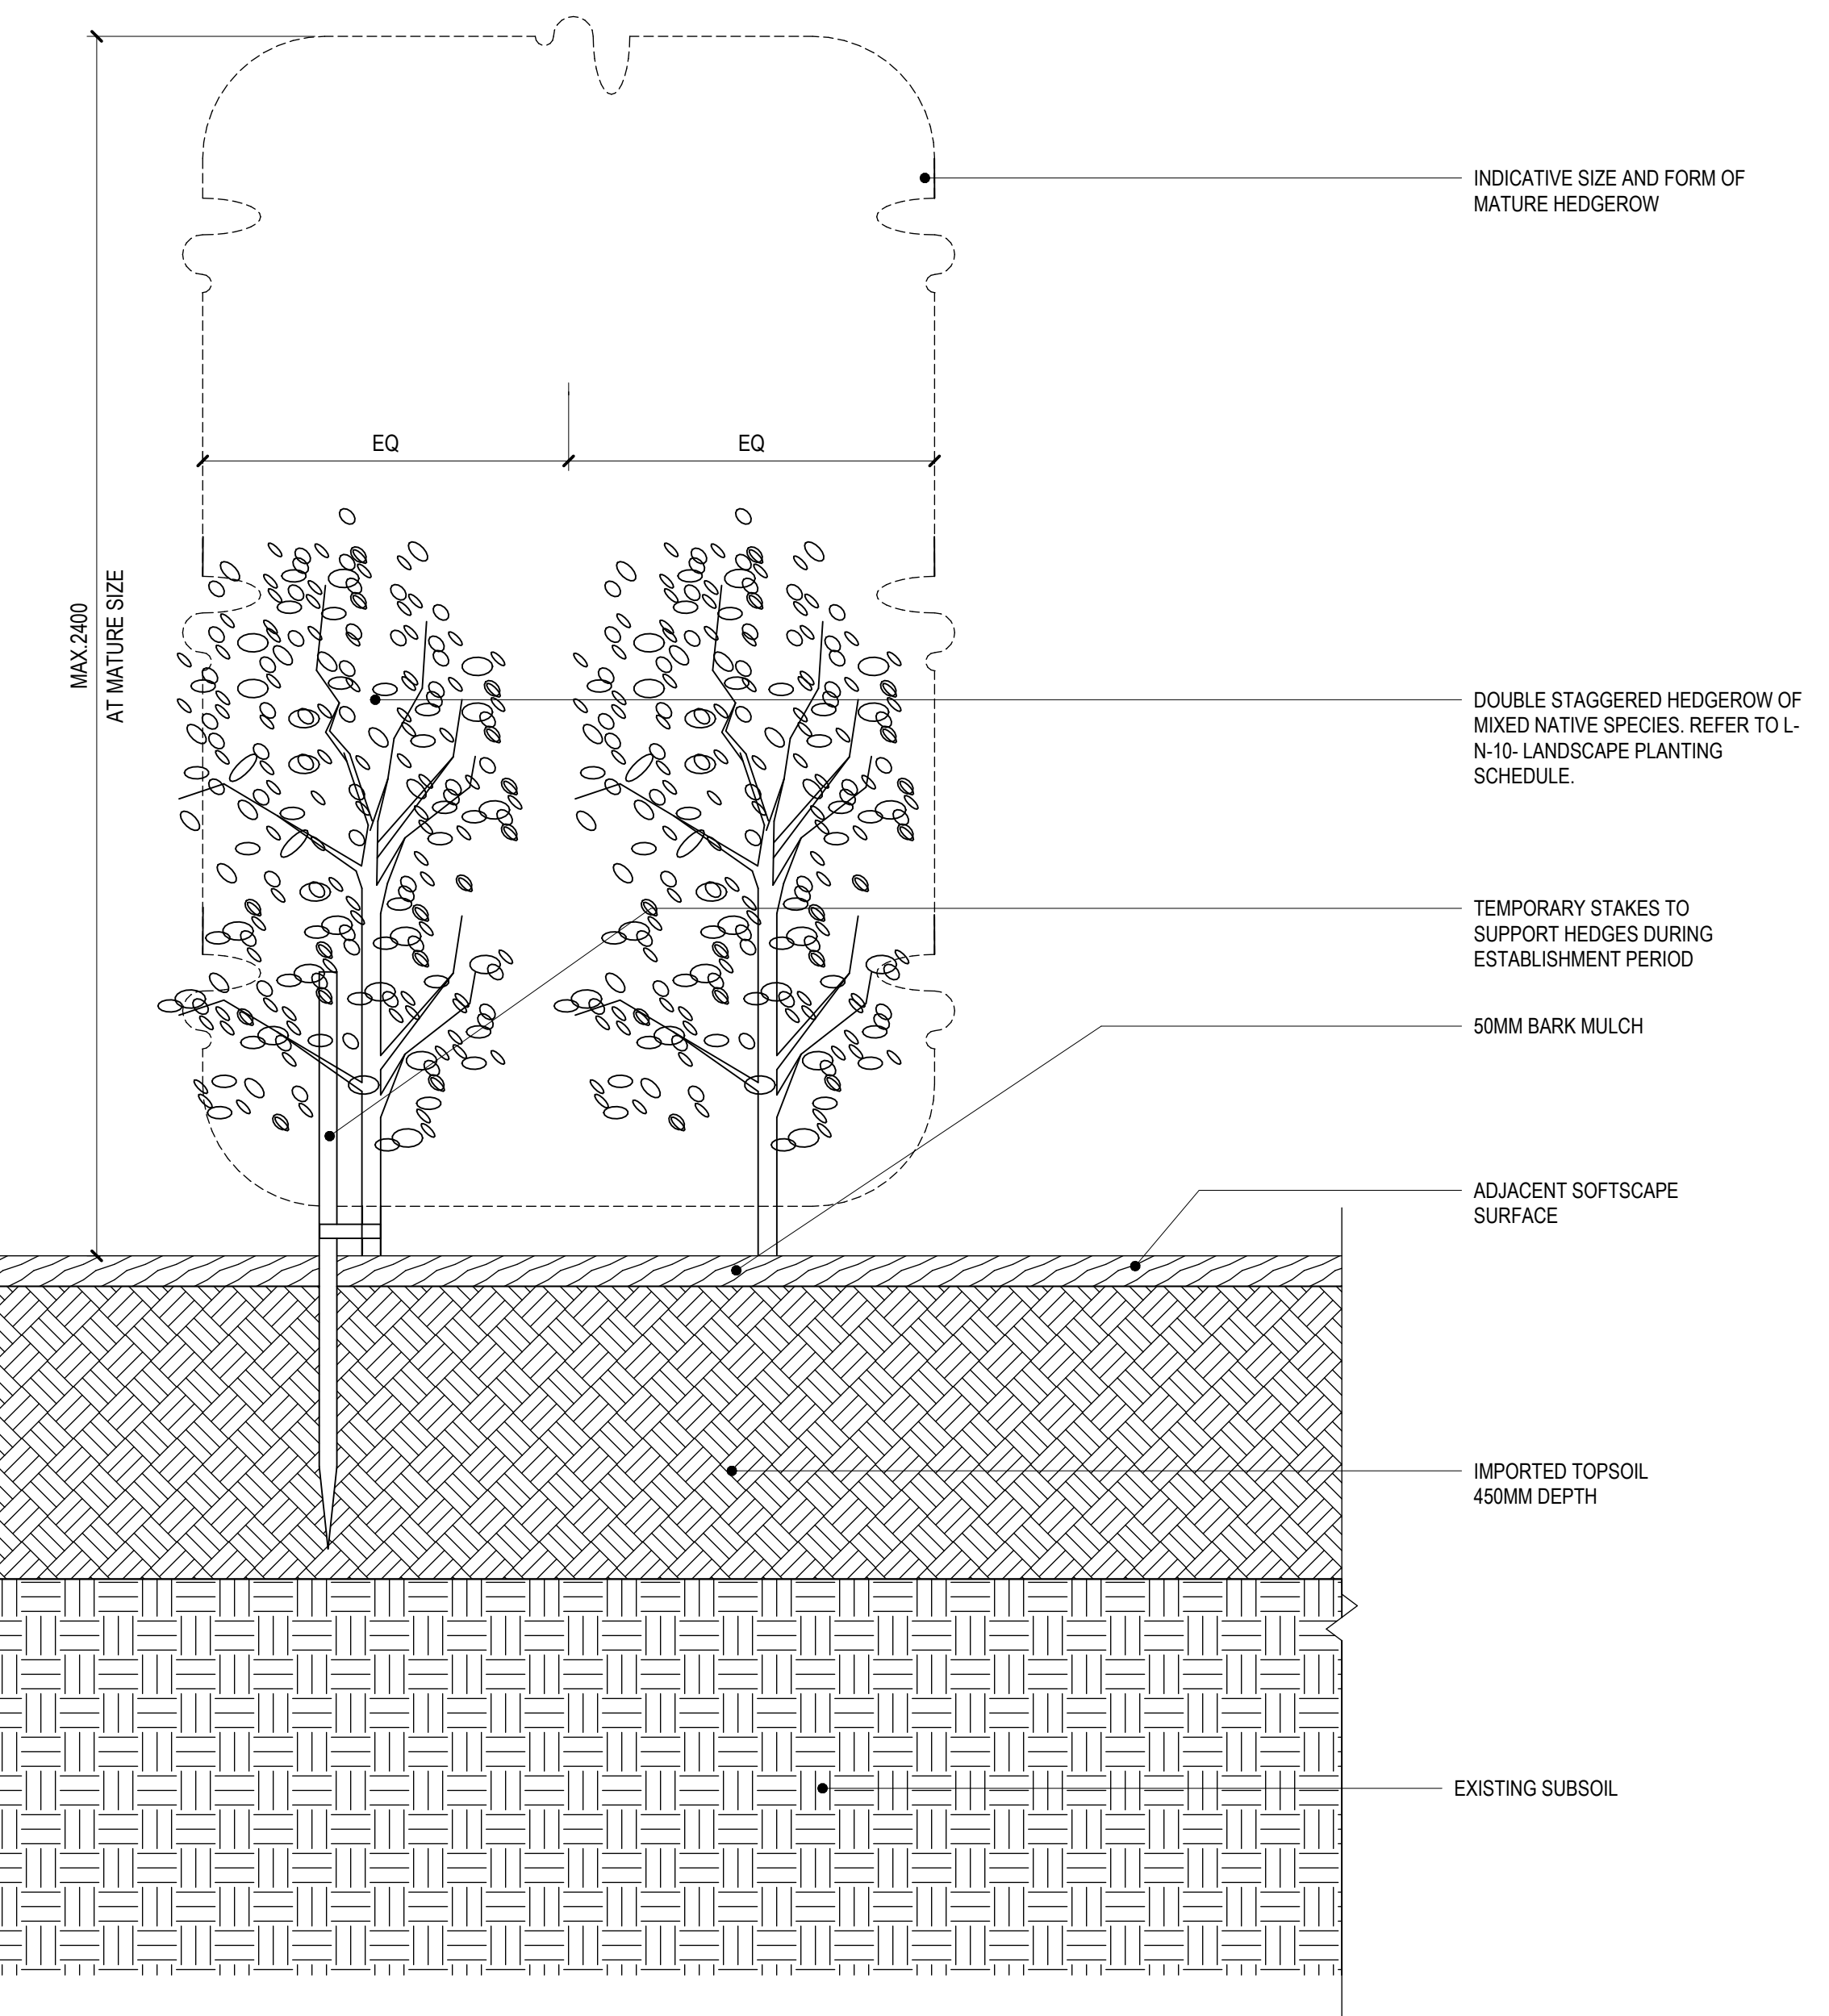 INDICATIVE SIZE AND FORM OF
MATURE HEDGEROW
EQ
EQ
MAX.2400
AT MATURE SIZE
DOUBLE STAGGERED HEDGEROW OF
MIXED NATIVE SPECIES. REFER TO L-
N-10- LANDSCAPE PLANTING
SCHEDULE.
TEMPORARY STAKES TO
SUPPORT HEDGES DURING
ESTABLISHMENT PERIOD
50MM BARK MULCH
ADJACENT SOFTSCAPE
SURFACE
IMPORTED TOPSOIL
450MM DEPTH
EXISTING SUBSOIL